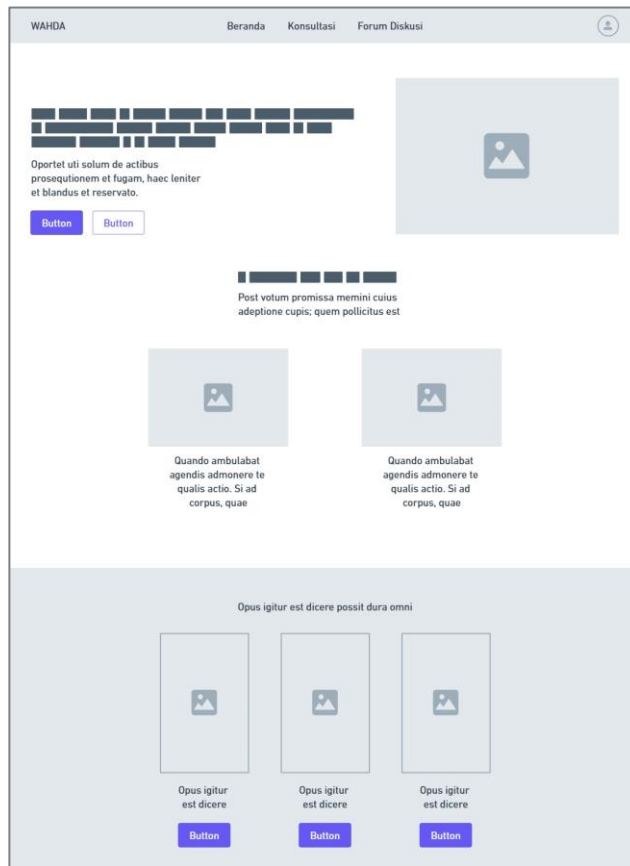 WAHDA Beranda Konsultasi Forum Diskusi
Oportet uti solum de actibus
prosequtionem et fugam, haec leniter
et blandus et reservato.
Button Button
Post votum promissa memini cuius
adeptione cupis; quem pollicitus est
Quando ambulabat
agendis admonere te
qualis actio. Si ad
corpus, quae
Quando ambulabat
agendis admonere te
qualis actio. Si ad
corpus, quae
Opus igitur est dicere possit dura omni
Opus igitur
est dicere
Button
Opus igitur
est dicere
Button
Opus igitur
est dicere
Button